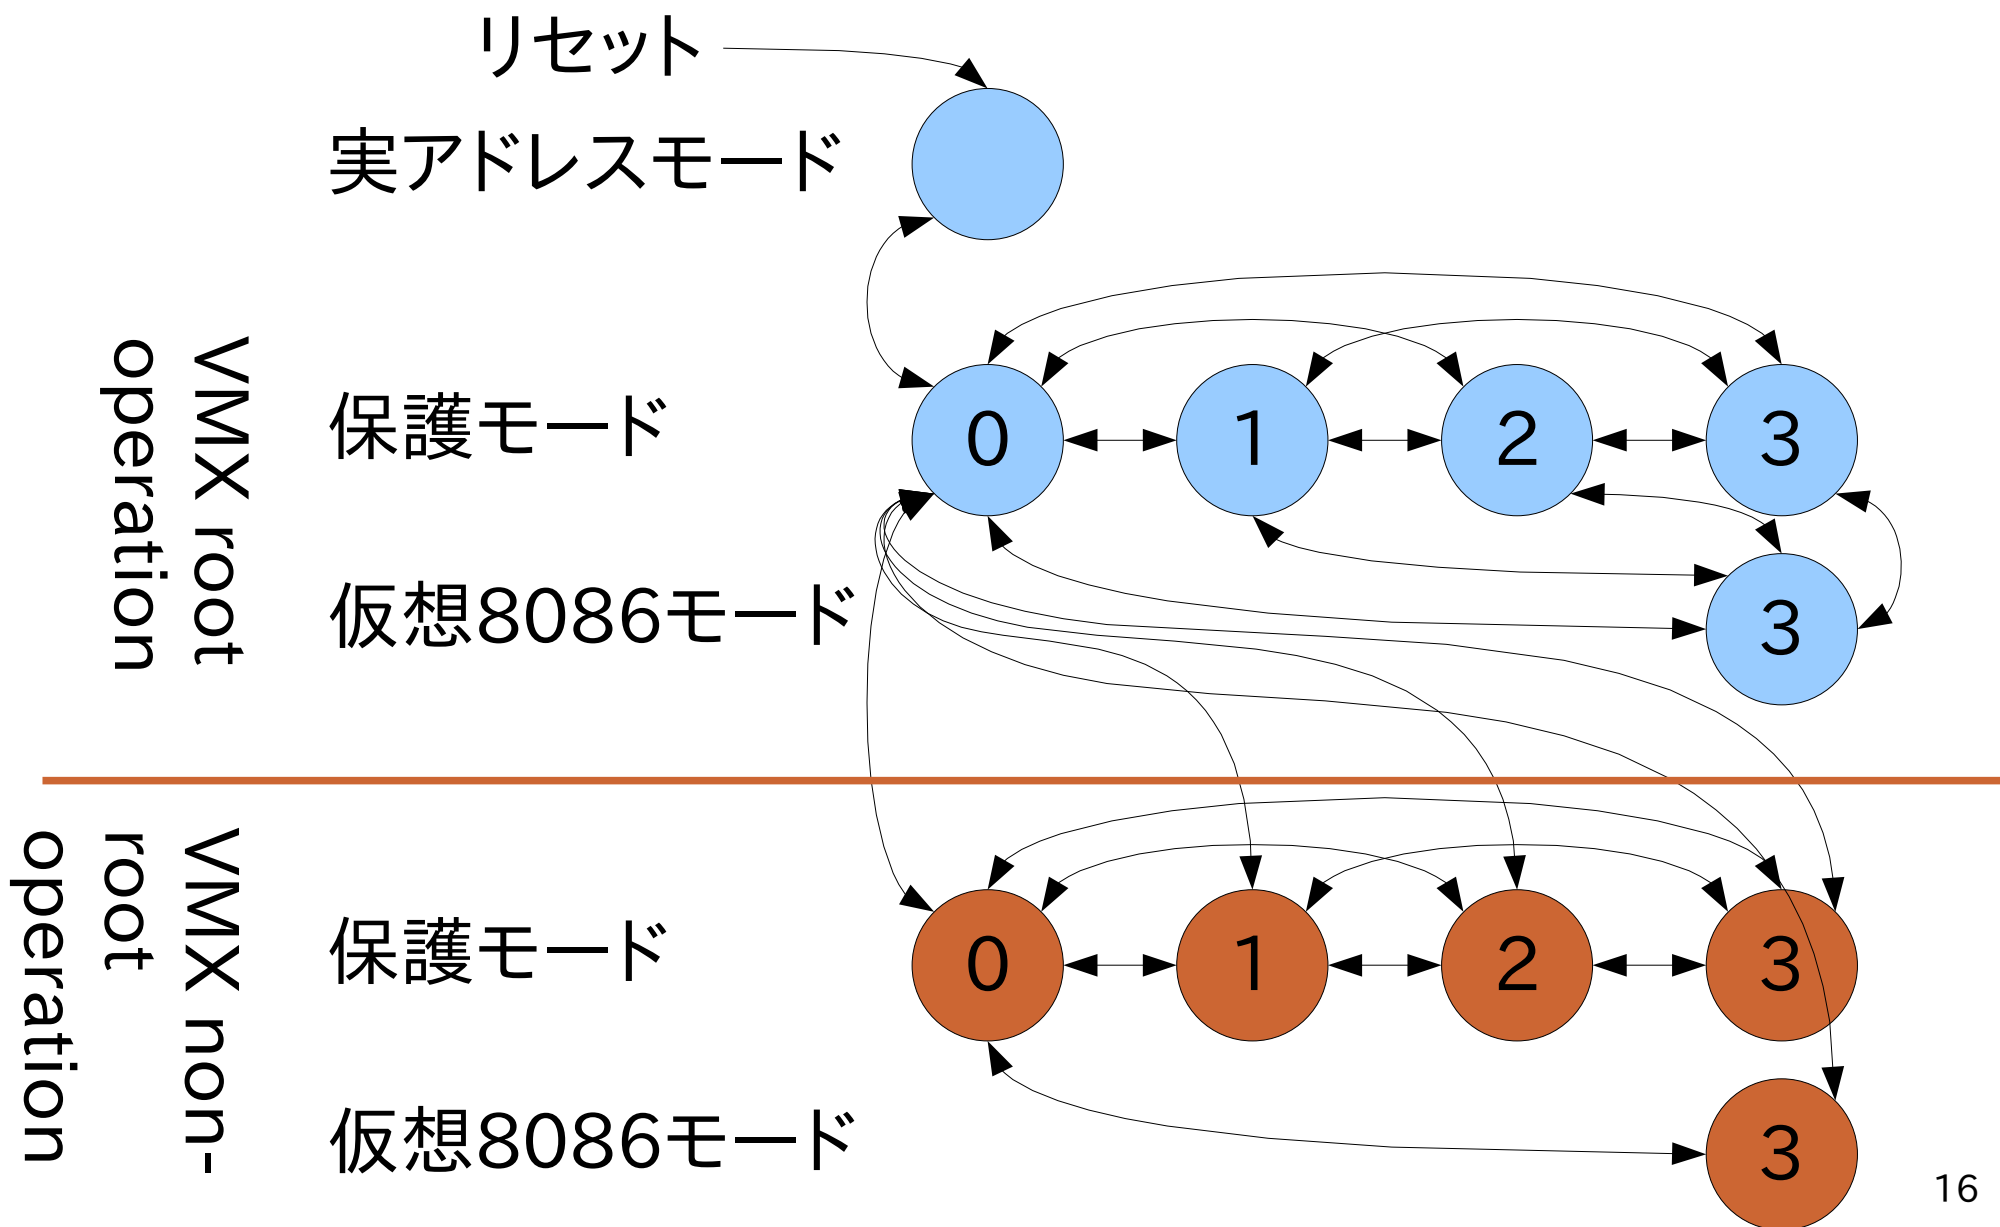 リセット
実アドレスモード
VMX root
operation
保護モード
0 1 2 3
仮想8086モード
3
VMX non-
root
operation
保護モード
0 1 2 3
仮想8086モード
3
16